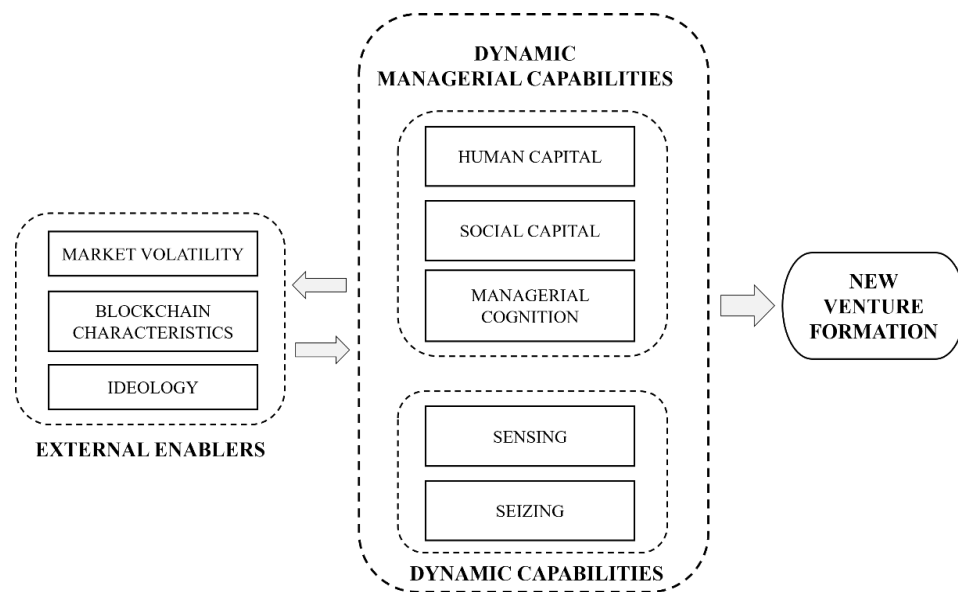 DYNAMIC
MANAGERIAL CAPABILITIES
HUMAN CAPITAL
SOCIAL CAPITAL
MANAGERIAL
COGNITION
MARKET VOLATILITY
BLOCKCHAIN
CHARACTERISTICS
IDEOLOGY
EXTERNAL ENABLERS
SENSING
SEIZING
DYNAMIC CAPABILITIES
NEW
VENTURE
FORMATION